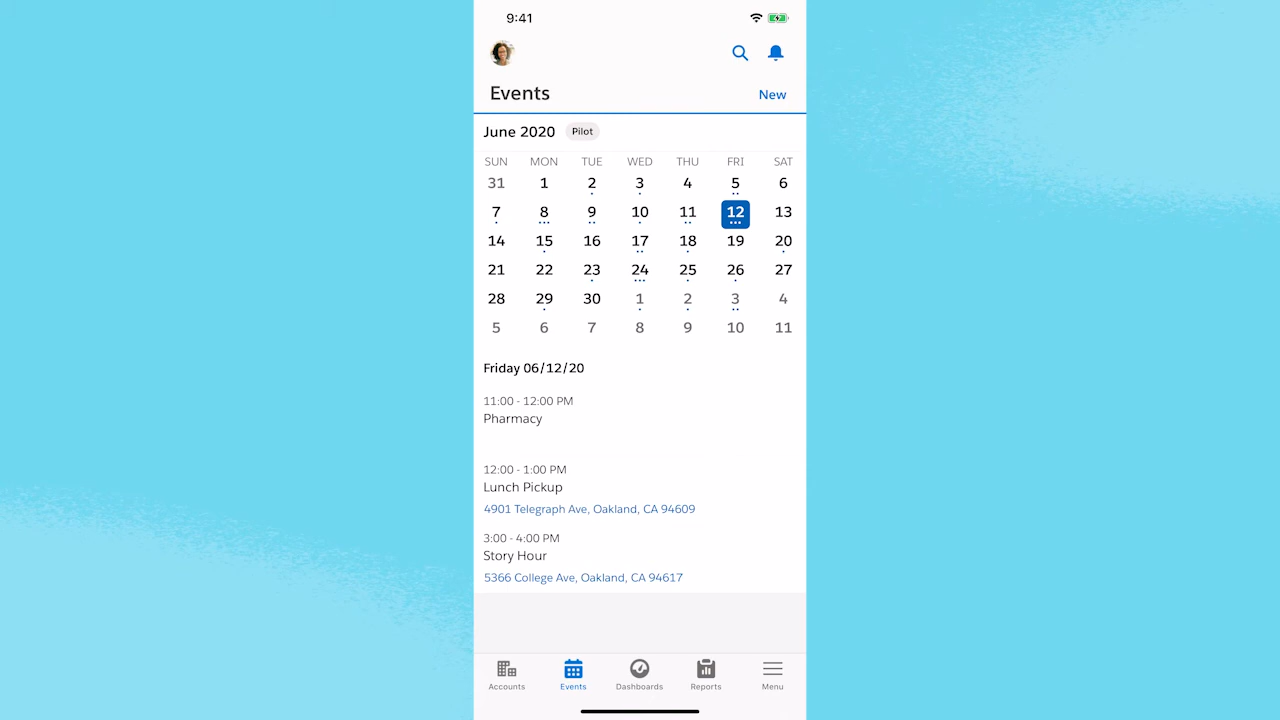 9:41
Events New
June 2020 Pilot
SUN MON TUE WED THU FRI SAT
31 1 2 3 4 5 6
7 8 9 10 11 12 13
14 15 16 17 18 19 20
21 22 23 24 25 26 27
28 29 30 1 2 3 4
5 6 7 8 9 10 11
Friday 06/12/20
11:00 - 12:00 PM
Pharmacy
12:00 - 1:00 PM
Lunch Pickup
4901 Telegraph Ave, Oakland, CA 94609
3:00 - 4:00 PM
Story Hour
5366 College Ave, Oakland, CA 94617
Accounts Events Dashboards Reports Menu